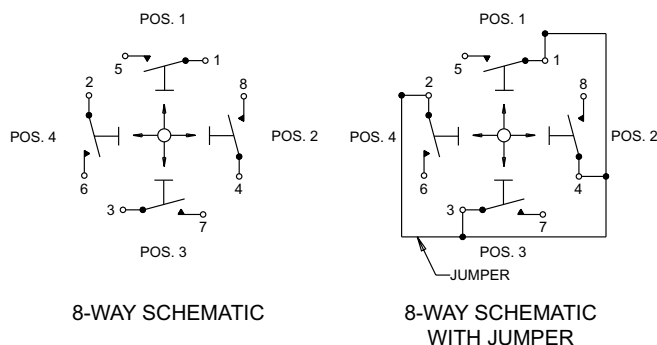 POS. 1
5
1
2
8
POS. 4
POS. 2
6
4
3
7
POS. 3
8-WAY SCHEMATIC
POS. 1
5
1
2
8
POS. 4
POS. 2
6
4
3
7
POS. 3
JUMPER
8-WAY SCHEMATIC
WITH JUMPER